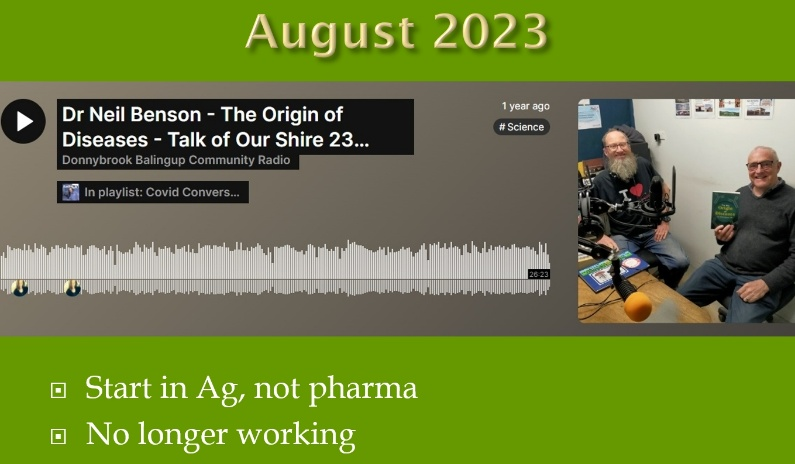 August 2023
Dr Neil Benson - The Origin of
Diseases - Talk of Our Shire 23...
Donnybrook Balingup Community Radio
In playlist: Covid Convers...
1 year ago
# Science
26:23
Start in Ag, not pharma
No longer working